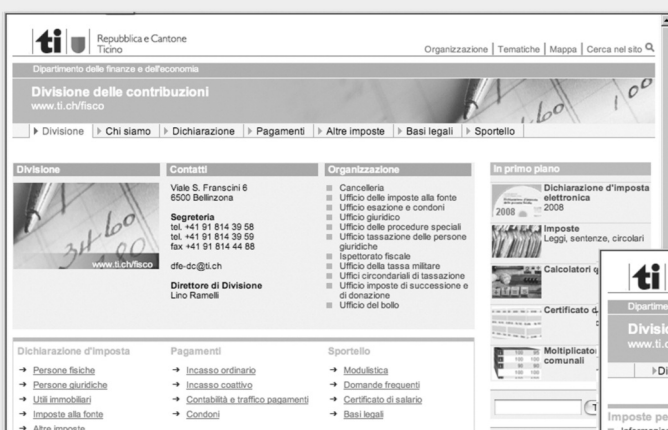 ti
Repubblica e Cantone
Ticino
Organizzazione | Tematiche | Mappa | Cerca nel sito
Dipartimento delle finanze e dell'economia
Divisione delle contribuzioni
www.ti.ch/fisco
Divisione | Chi siamo | Dichiarazione | Pagamenti | Altre imposte | Basi legali | Sportello
Divisione
www.ti.ch/fisco
Contatti
Viale S. Franscini 6
6500 Bellinzona
Segreteria
tel. +41 91 814 39 58
tel. +41 91 814 39 59
fax +41 91 814 44 88
dfe-dc@ti.ch
Direttore di Divisione
Lino Ramelli
Organizzazione
Cancelleria
Ufficio delle imposte alla fonte
Ufficio esazione e condoni
Ufficio giuridico
Ufficio delle procedure speciali
Ufficio tassazione delle persone
giuridiche
Ispettorato fiscale
Ufficio della tassa militare
Uffici circondariali di tassazione
Ufficio imposte di successione e
di donazione
Ufficio del bollo
In primo piano
2008
Dichiarazione d'imposta
elettronica
2008
Imposte
Leggi, sentenze, circolari
Calcolatori
Certificato
Moltiplicato
comunali
Dichiarazione d'imposta
Persone fisiche
Persone giuridiche
Utili immobiliari
Imposte alla fonte
Altre imposte
Pagamenti
Incasso ordinario
Incasso coattivo
Contabilità e traffico pagamenti
Condoni
Sportello
Modulistica
Domande frequenti
Certificato di salario
Basi legali
ti
Dipartime
Divisi
www.ti.c
Di
Imposte pe